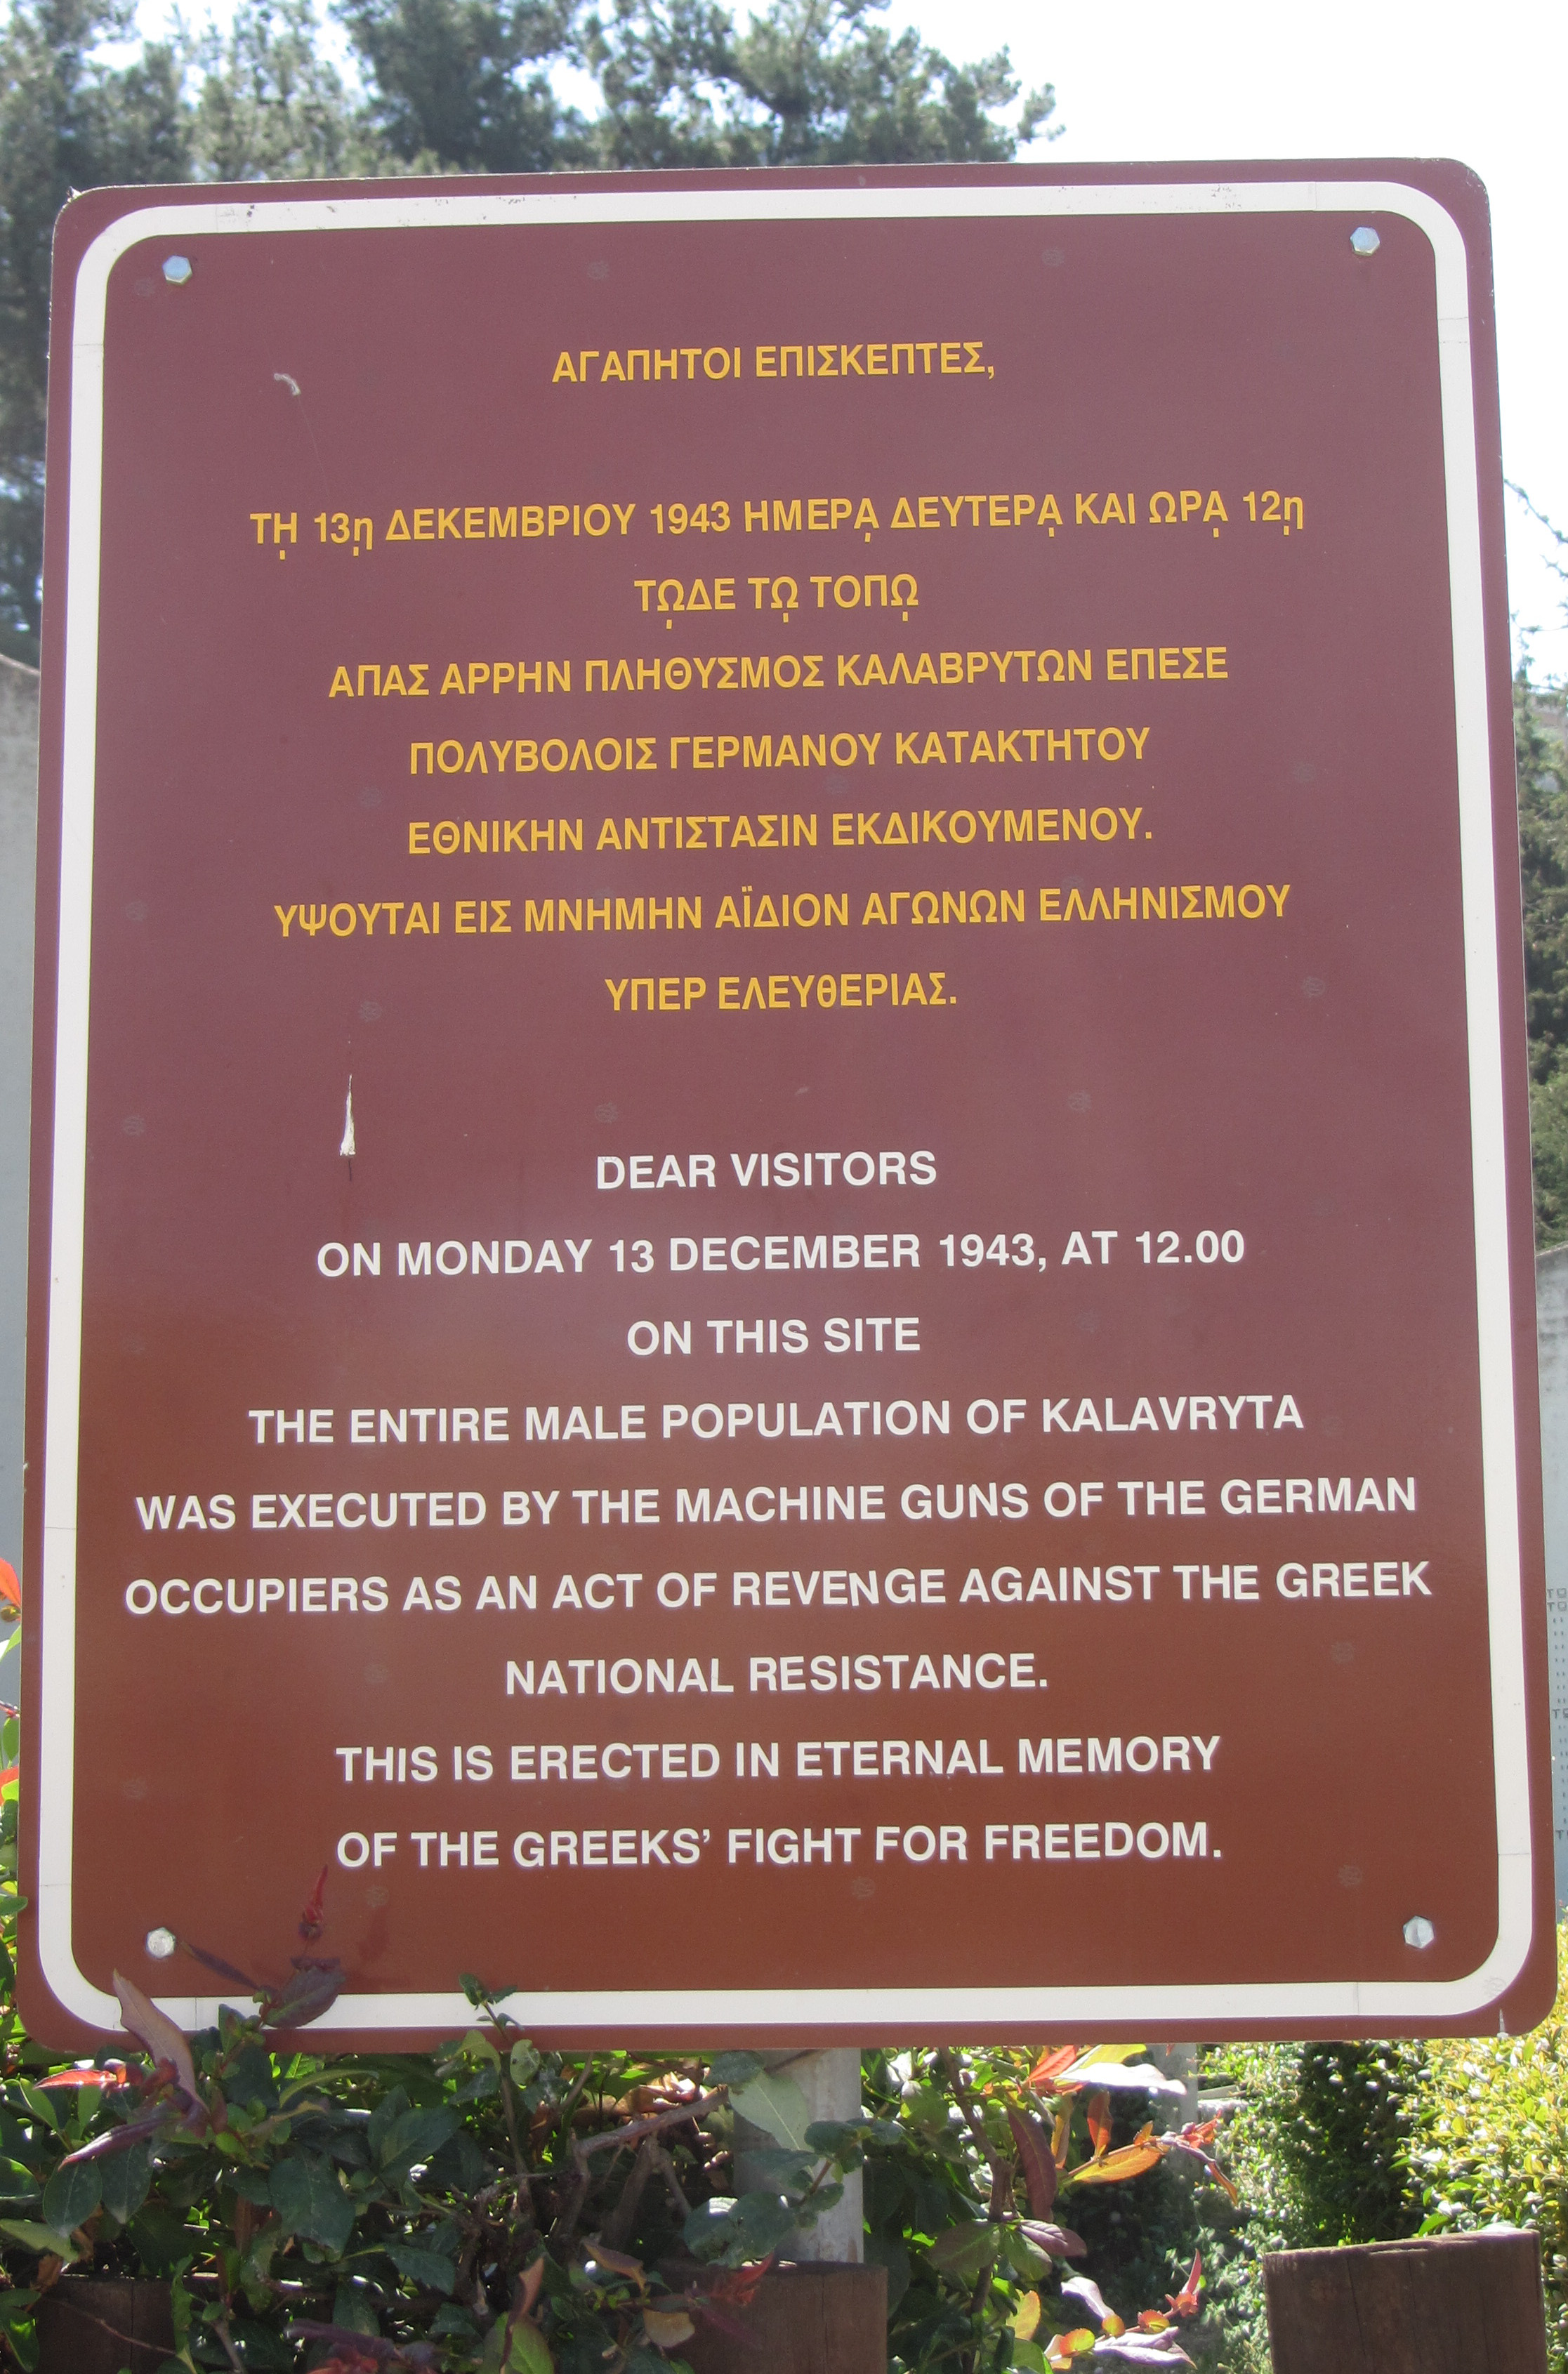 ΑΓΑΠΗΤΟΙ ΕΠΙΣΚΕΠΤΕΣ,
Τῌ 13ῃ ΔΕΚΕΜΒΡΙΟΥ 1943 ΗΜΕΡᾼ ΔΕΥΤΕΡᾼ ΚΑΙ ΩΡᾼ 12ῃ
ΤῼΔΕ Τῼ ΤΟΠῼ
ΑΠΑΣ ΑΡΡΗΝ ΠΛΗΘΥΣΜΟΣ ΚΑΛΑΒΡΥΤΩΝ ΕΠΕΣΕ
ΠΟΛΥΒΟΛΟΙΣ ΓΕΡΜΑΝΟΥ ΚΑΤΑΚΤΗΤΟΥ
ΕΘΝΙΚΗΝ ΑΝΤΙΣΤΑΣΙΝ ΕΚΔΙΚΟΥΜΕΝΟΥ.
ΥΨΟΥΤΑΙ ΕΙΣ ΜΝΗΜΗΝ ΑΪΔΙΟΝ ΑΓΩΝΩΝ ΕΛΛΗΝΙΣΜΟΥ
ΥΠΕΡ ΕΛΕΥΘΕΡΙΑΣ.
DEAR VISITORS
ON MONDAY 13 DECEMBER 1943, AT 12.00
ON THIS SITE
THE ENTIRE MALE POPULATION OF KALAVRYTA
WAS EXECUTED BY THE MACHINE GUNS OF THE GERMAN
OCCUPIERS AS AN ACT OF REVENGE AGAINST THE GREEK
NATIONAL RESISTANCE.
THIS IS ERECTED IN ETERNAL MEMORY
OF THE GREEKS' FIGHT FOR FREEDOM.